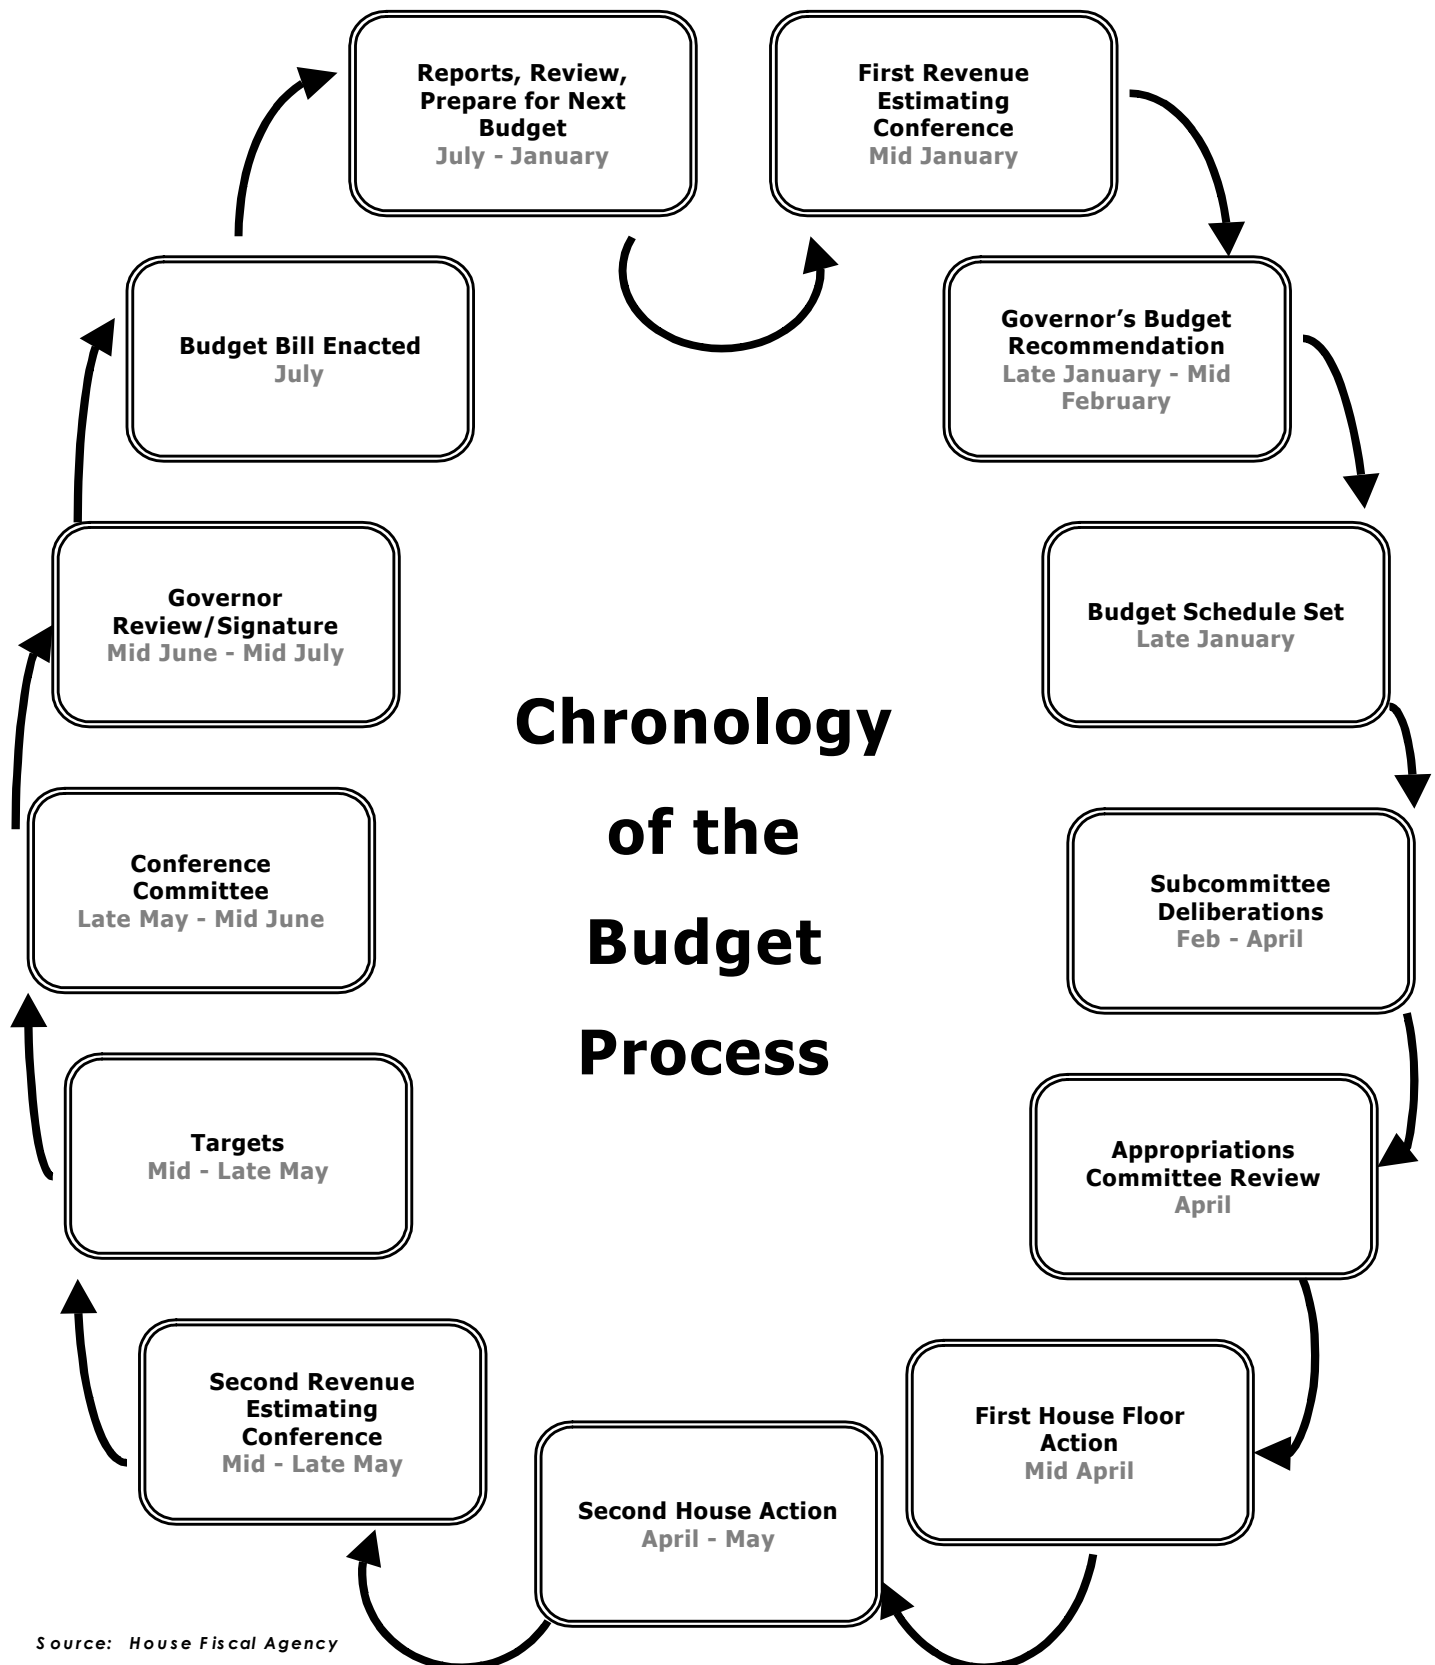 Reports, Review,
Prepare for Next
Budget
July - January
First Revenue
Estimating
Conference
Mid January
Governor’s Budget
Recommendation
Late January - Mid
February
Budget Schedule Set
Late January
Subcommittee
Deliberations
Feb - April
Appropriations
Committee Review
April
First House Floor
Action
Mid April
Second House Action
April - May
Second Revenue
Estimating
Conference
Mid - Late May
Targets
Mid - Late May
Conference
Committee
Late May - Mid June
Governor
Review/Signature
Mid June - Mid July
Budget Bill Enacted
July
Chronology
of the
Budget
Process
Source: House Fiscal Agency